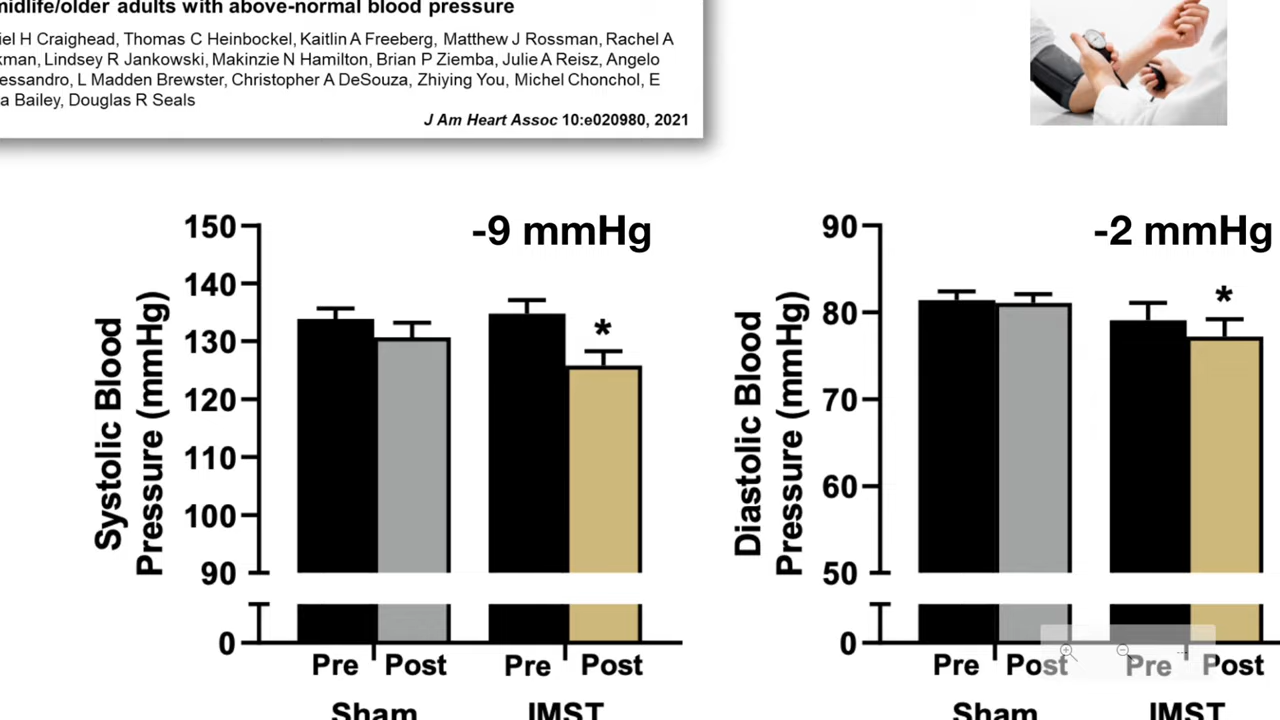 midlife/older adults with above-normal blood pressure
iel H Craighead, Thomas C Heinbockel, Kaitlin A Freeberg, Matthew J Rossman, Rachel A
kman, Lindsey R Jankowski, Makinzie N Hamilton, Brian P Ziemba, Julie A Reisz, Angelo
essandro, L Madden Brewster, Christopher A DeSouza, Zhiying You, Michel Chonchol, E
a Bailey, Douglas R Seals
J Am Heart Assoc 10:e020980, 2021
-9 mmHg
Systolic Blood
Pressure (mmHg)
150
140
130
120
110
100
90
0
*
Pre Post Pre Post
Sham IMST
-2 mmHg
Diastolic Blood
Pressure (mmHg)
90
80
70
60
50
0
*
Pre Post Pre Post
Sham IMST